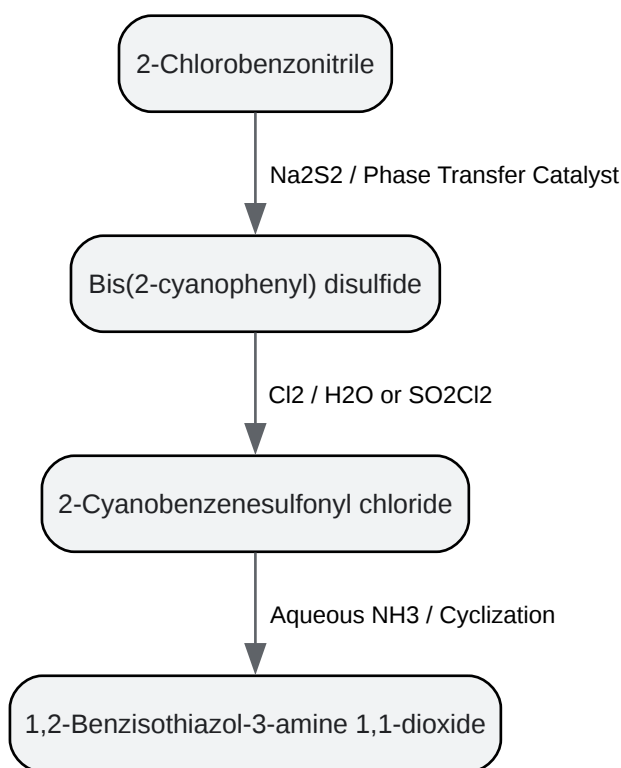 2-Chlorobenzonitrile
Na2S2 / Phase Transfer Catalyst
Bis(2-cyanophenyl) disulfide
Cl2 / H2O or SO2Cl2
2-Cyanobenzenesulfonyl chloride
Aqueous NH3 / Cyclization
1,2-Benzisothiazol-3-amine 1,1-dioxide